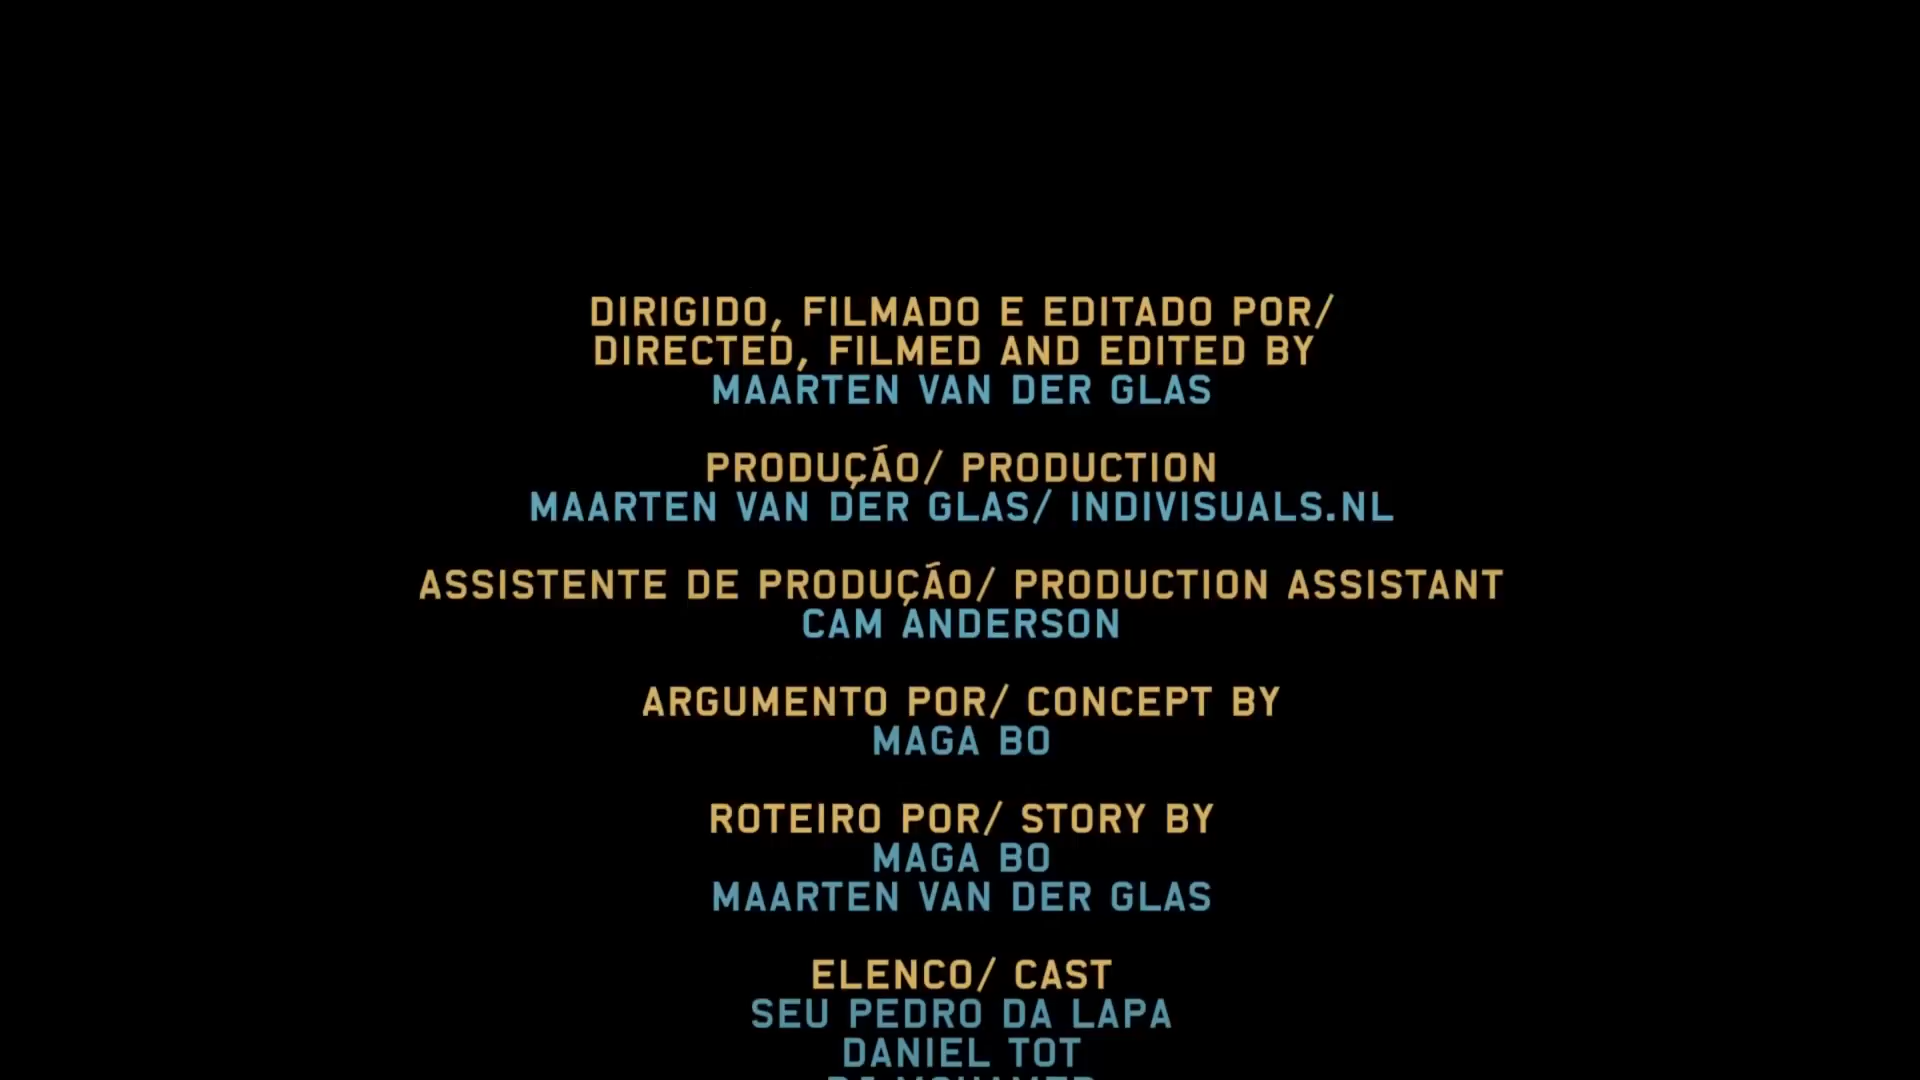 DIRIGIDO, FILMADO E EDITADO POR/
DIRECTED, FILMED AND EDITED BY
MAARTEN VAN DER GLAS
PRODUÇÃO/ PRODUCTION
MAARTEN VAN DER GLAS/ INDIVISUALS.NL
ASSISTENTE DE PRODUÇÃO/ PRODUCTION ASSISTANT
CAM ANDERSON
ARGUMENTO POR/ CONCEPT BY
MAGA BO
ROTEIRO POR/ STORY BY
MAGA BO
MAARTEN VAN DER GLAS
ELENCO/ CAST
SEU PEDRO DA LAPA
DANIEL TOT